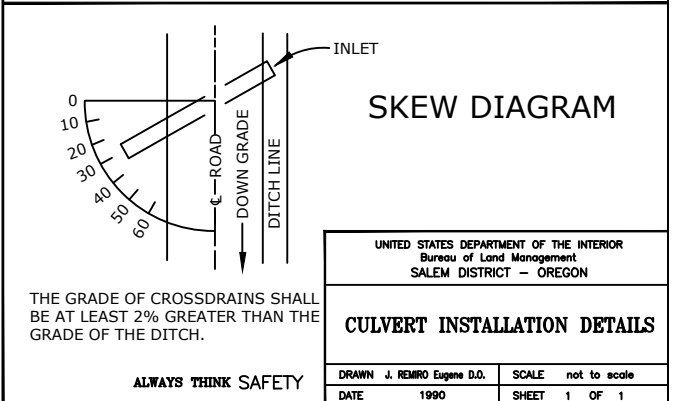 INLET
SKEW DIAGRAM
0
10
20
30
40
50
60
℄ ROAD
DOWN GRADE
DITCH LINE
THE GRADE OF CROSSDRAINS SHALL
BE AT LEAST 2% GREATER THAN THE
GRADE OF THE DITCH.
ALWAYS THINK SAFETY
UNITED STATES DEPARTMENT OF THE INTERIOR
Bureau of Land Management
SALEM DISTRICT – OREGON
CULVERT INSTALLATION DETAILS
DRAWN J. REMIRO Eugene D.O. SCALE not to scale
DATE 1990 SHEET 1 OF 1